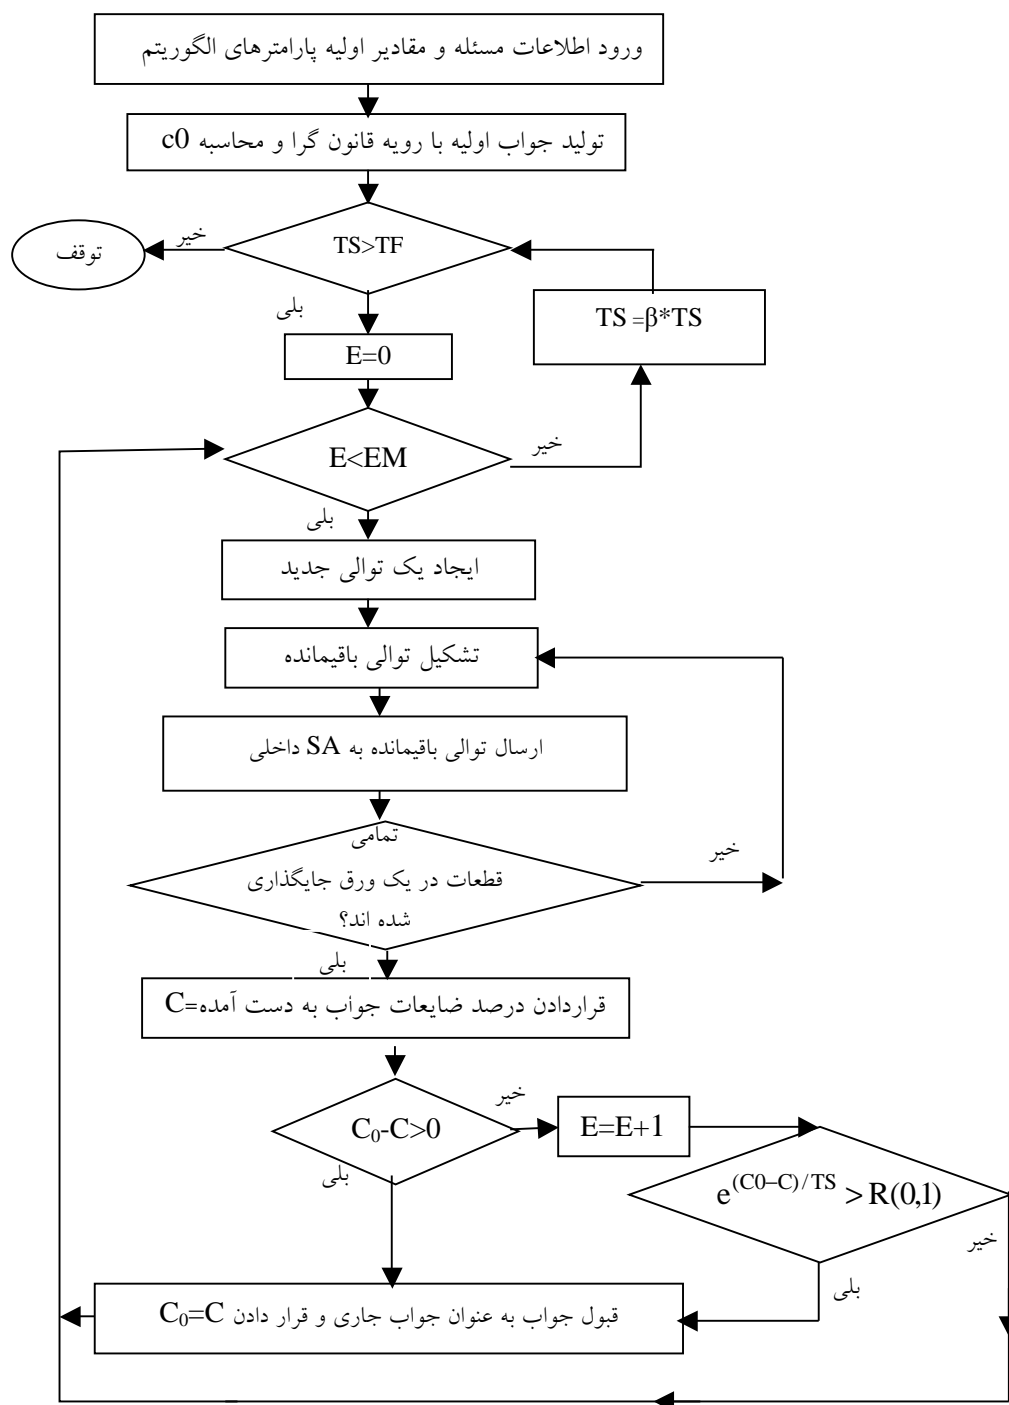 ورود اطلاعات مسئله و مقادیر اولیه پارامترهای الگوریتم
تولید جواب اولیه با رویه قانون گرا و محاسبه c0
TS>TF
خیر
توقف
بلی
TS =β*TS
E=0
E<EM
خیر
بلی
ایجاد یک توالی جدید
تشکیل توالی باقیمانده
ارسال توالی باقیمانده به SA داخلی
تمامی
قطعات در یک ورق جایگذاری
شده اند؟
خیر
بلی
قراردادن درصد ضایعات جواب به دست آمده=C
C₀-C>0
خیر
E=E+1
بلی
e^(C0–C)/TS > R(0,1)
خیر
بلی
قبول جواب به عنوان جواب جاری و قرار دادن C₀=C